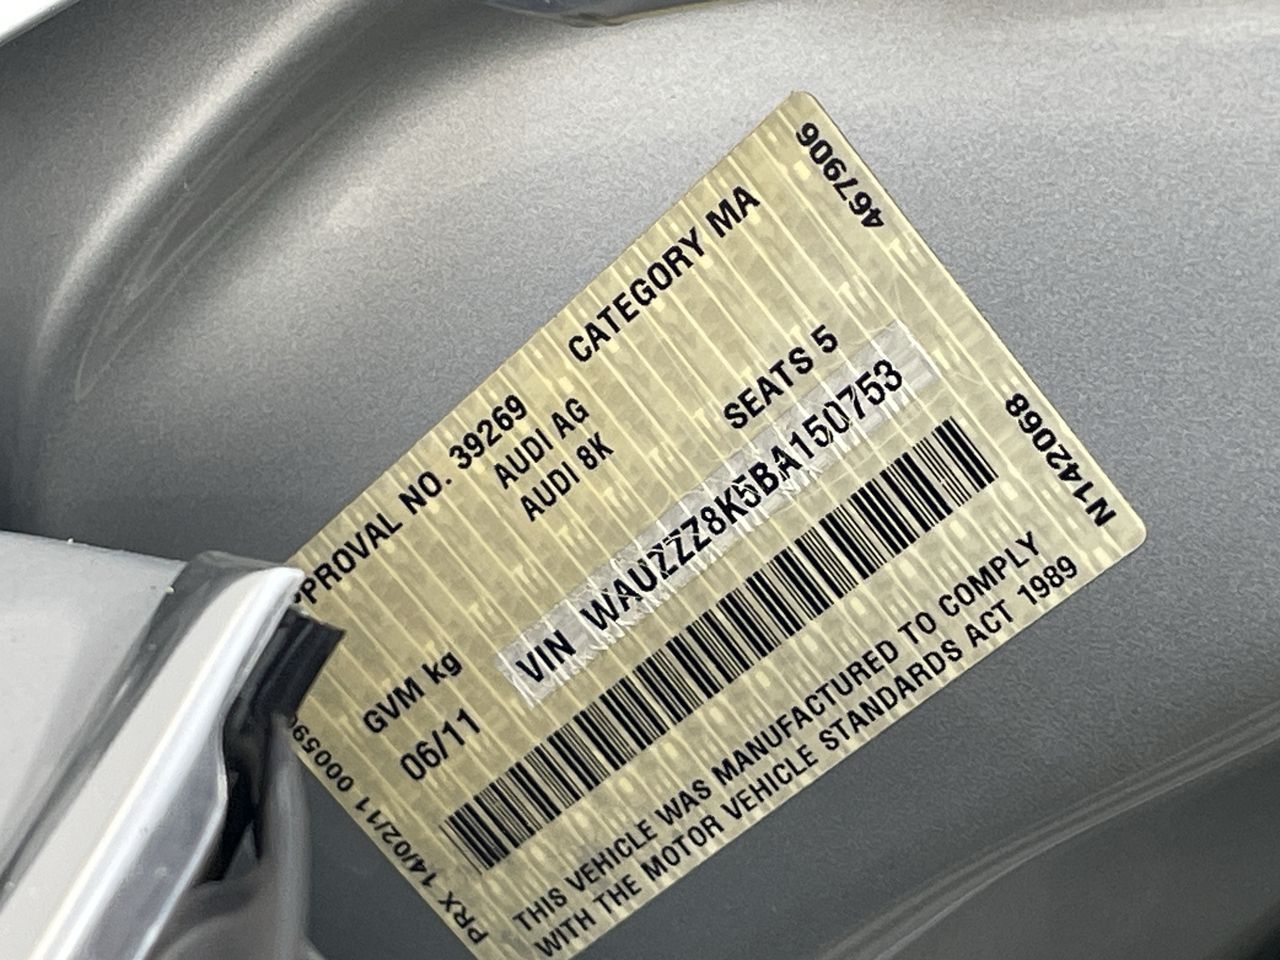 PPROVAL NO. 39269 CATEGORY MA
AUDI AG
AUDI 8K
GVM kg SEATS 5
06/11
VIN WAUZZZ8K5BA150753
THIS VEHICLE WAS MANUFACTURED TO COMPLY
WITH THE MOTOR VEHICLE STANDARDS ACT 1989
467906
N142068
PRX 14/02/11 00059